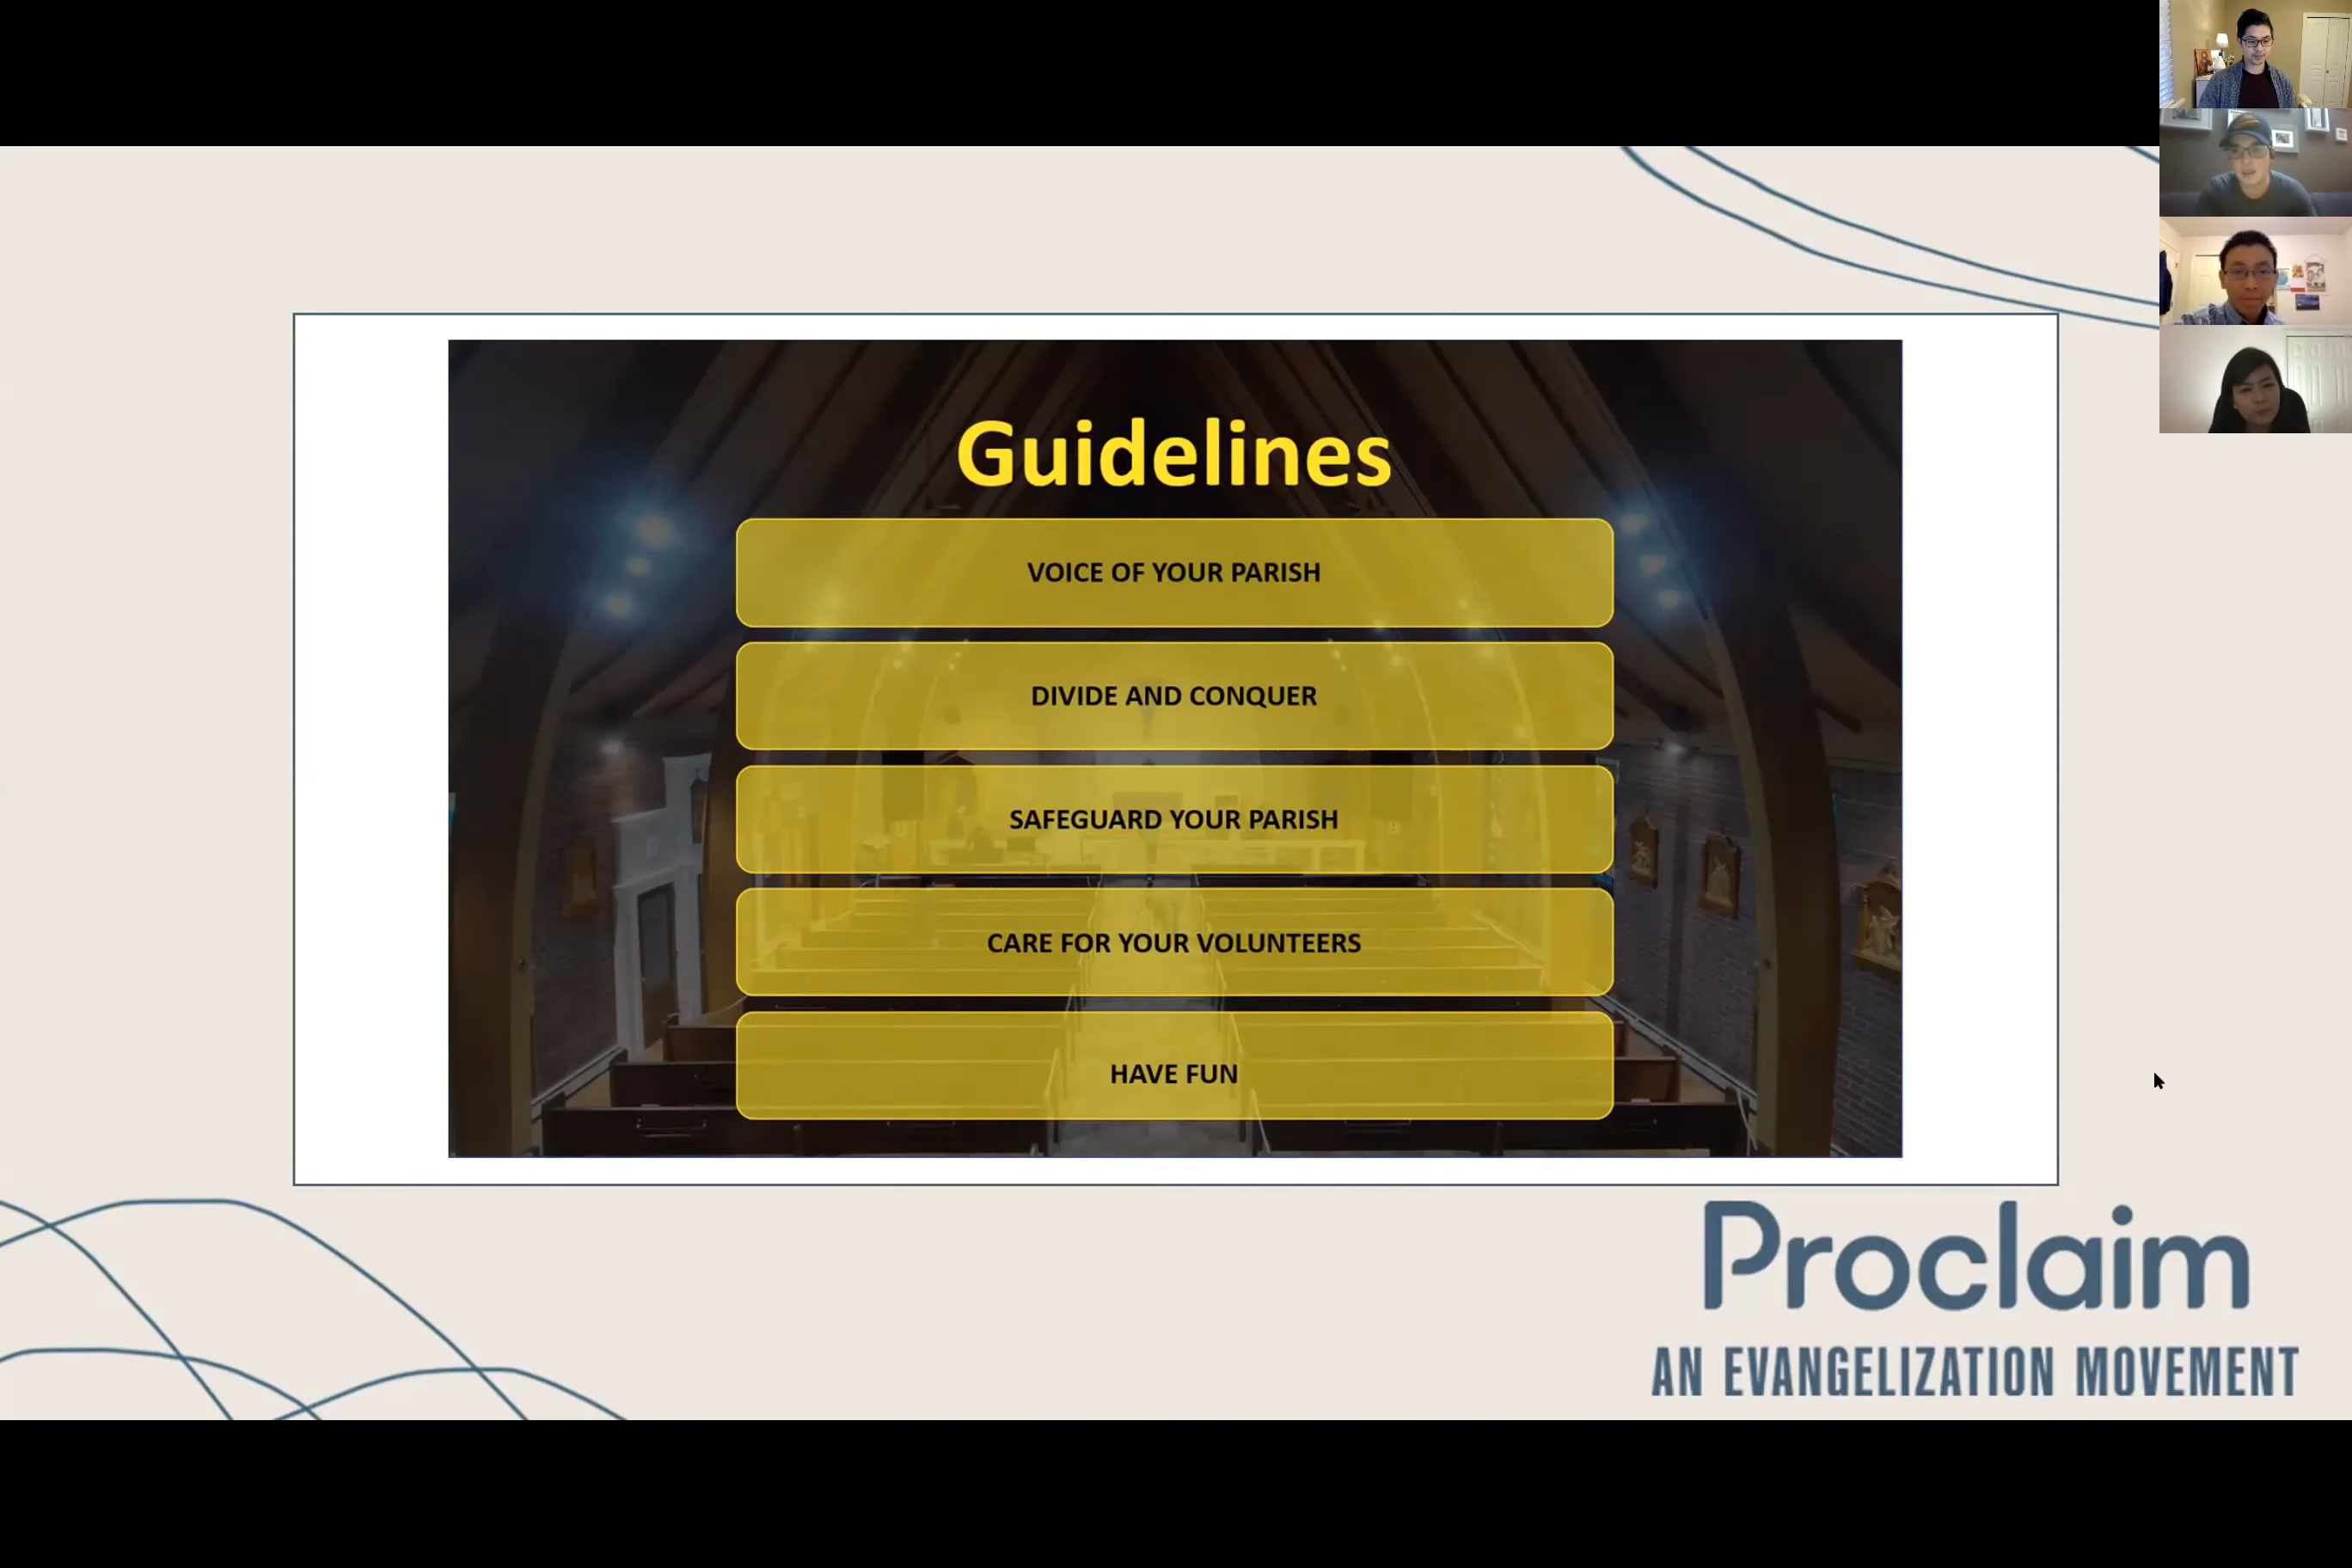 Guidelines
VOICE OF YOUR PARISH
DIVIDE AND CONQUER
SAFEGUARD YOUR PARISH
CARE FOR YOUR VOLUNTEERS
HAVE FUN
Proclaim
AN EVANGELIZATION MOVEMENT